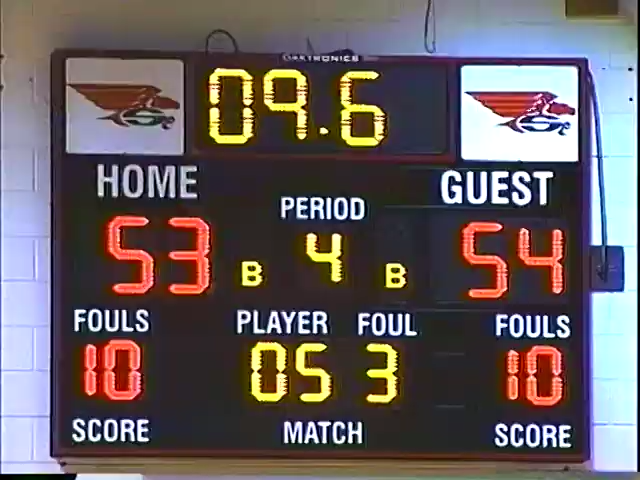 DAKTRONICS
09.6
HOME GUEST
PERIOD
53 B 4 B 54
FOULS PLAYER FOUL FOULS
10 05 3 10
SCORE MATCH SCORE